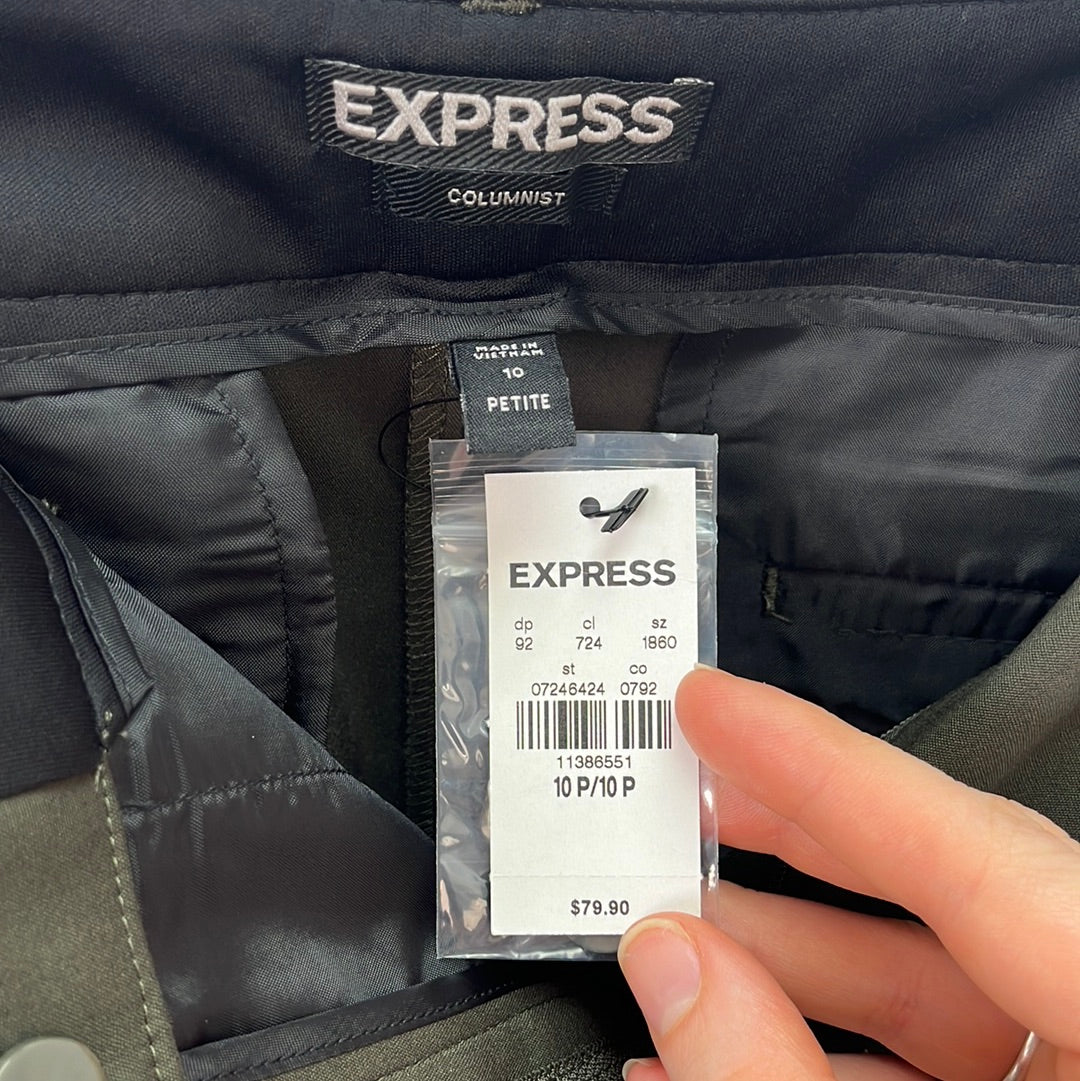 EXPRESS
COLUMNIST
MADE IN
VIETNAM
10
PETITE
EXPRESS
dp cl sz
92 724 1860
st co
07246424 0792
11386551
10 P/10 P
$79.90